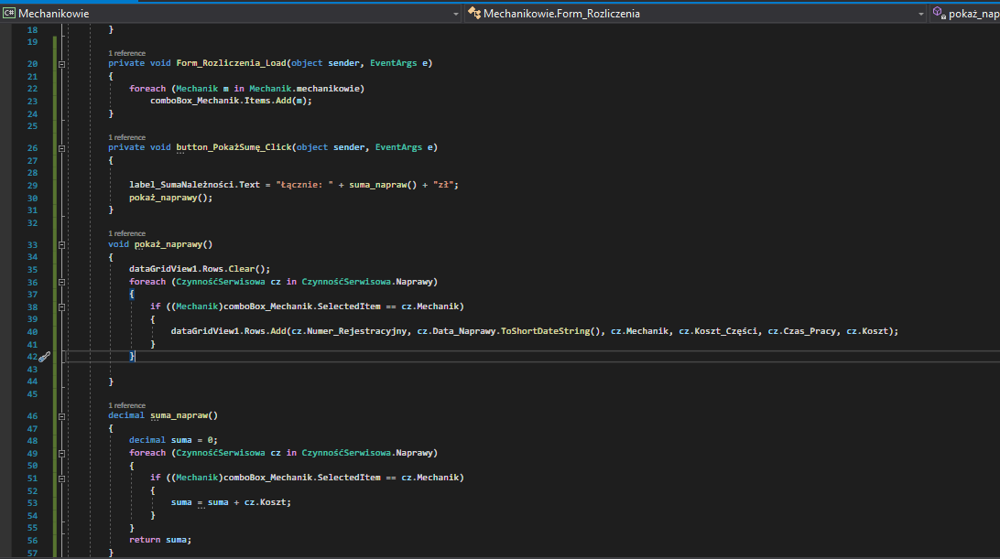 C# Mechanikowie Mechanikowie.Form_Rozliczenia pokaż_nap
18 }
19
1 reference
20 private void Form_Rozliczenia_Load(object sender, EventArgs e)
21 {
22 foreach (Mechanik m in Mechanik.mechanikowie)
23 comboBox_Mechanik.Items.Add(m);
24 }
25
1 reference
26 private void button_PokażSumę_Click(object sender, EventArgs e)
27 {
28
29 label_SumaNależności.Text = "Łącznie: " + suma_napraw() + "zł";
30 pokaż_naprawy();
31 }
32
1 reference
33 void pokaż_naprawy()
34 {
35 dataGridView1.Rows.Clear();
36 foreach (CzynnośćSerwisowa cz in CzynnośćSerwisowa.Naprawy)
37 {
38 if ((Mechanik)comboBox_Mechanik.SelectedItem == cz.Mechanik)
39 {
40 dataGridView1.Rows.Add(cz.Numer_Rejestracyjny, cz.Data_Naprawy.ToShortDateString(), cz.Mechanik, cz.Koszt_Części, cz.Czas_Pracy, cz.Koszt);
41 }
42 }
43
44 }
45
1 reference
46 decimal suma_napraw()
47 {
48 decimal suma = 0;
49 foreach (CzynnośćSerwisowa cz in CzynnośćSerwisowa.Naprawy)
50 {
51 if ((Mechanik)comboBox_Mechanik.SelectedItem == cz.Mechanik)
52 {
53 suma = suma + cz.Koszt;
54 }
55 }
56 return suma;
57 }